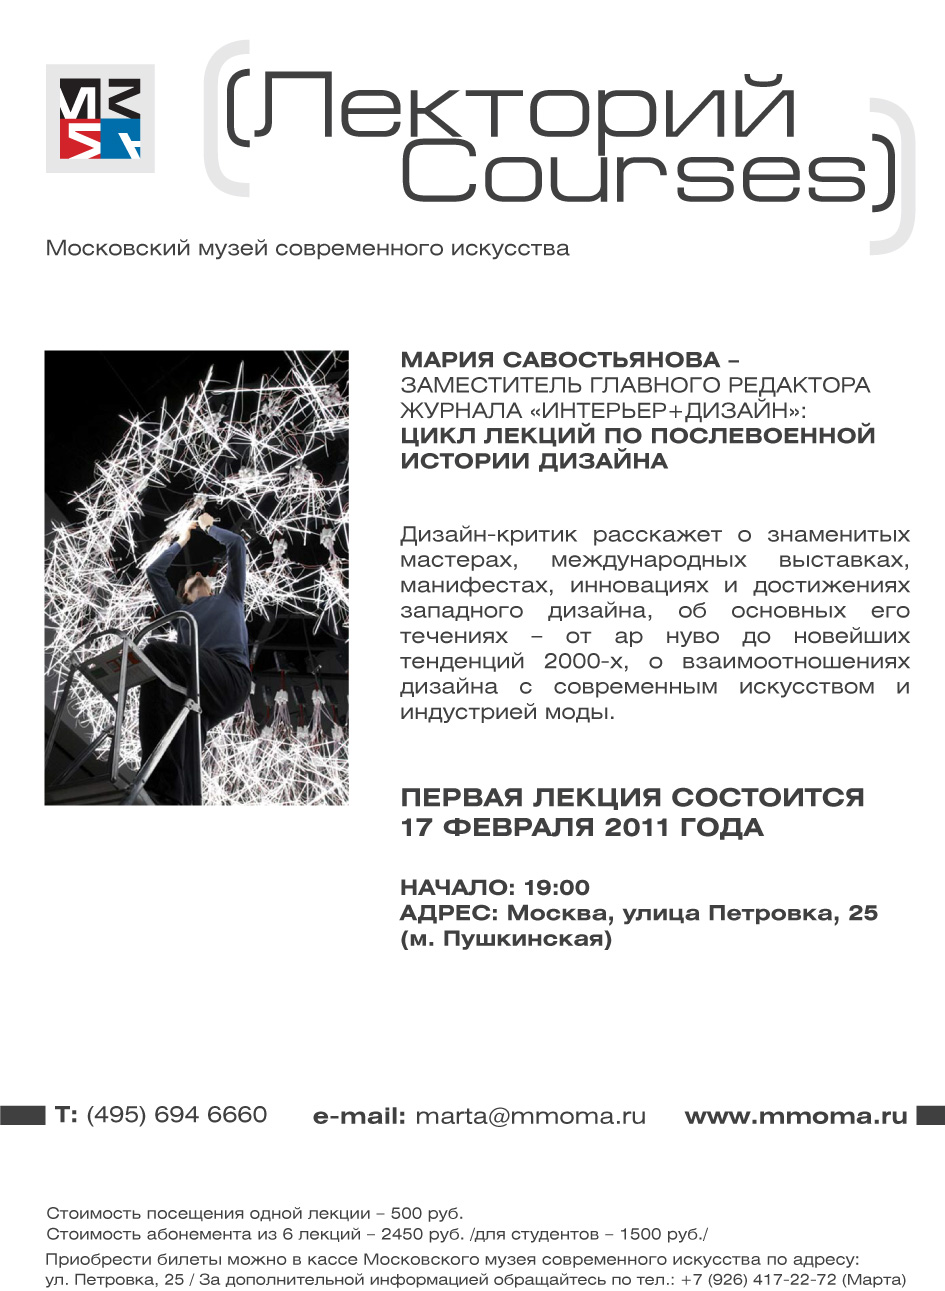 (Лекторий
Courses)
Московский музей современного искусства
МАРИЯ САВОСТЬЯНОВА –
ЗАМЕСТИТЕЛЬ ГЛАВНОГО РЕДАКТОРА
ЖУРНАЛА «ИНТЕРЬЕР+ДИЗАЙН»:
ЦИКЛ ЛЕКЦИЙ ПО ПОСЛЕВОЕННОЙ
ИСТОРИИ ДИЗАЙНА
Дизайн-критик расскажет о знаменитых
мастерах, международных выставках,
манифестах, инновациях и достижениях
западного дизайна, об основных его
течениях – от ар нуво до новейших
тенденций 2000-х, о взаимоотношениях
дизайна с современным искусством и
индустрией моды.
ПЕРВАЯ ЛЕКЦИЯ СОСТОИТСЯ
17 ФЕВРАЛЯ 2011 ГОДА
НАЧАЛО: 19:00
АДРЕС: Москва, улица Петровка, 25
(м. Пушкинская)
T: (495) 694 6660 e-mail: marta@mmoma.ru www.mmoma.ru
Стоимость посещения одной лекции – 500 руб.
Стоимость абонемента из 6 лекций – 2450 руб. /для студентов – 1500 руб./
Приобрести билеты можно в кассе Московского музея современного искусства по адресу:
ул. Петровка, 25 / За дополнительной информацией обращайтесь по тел.: +7 (926) 417-22-72 (Марта)